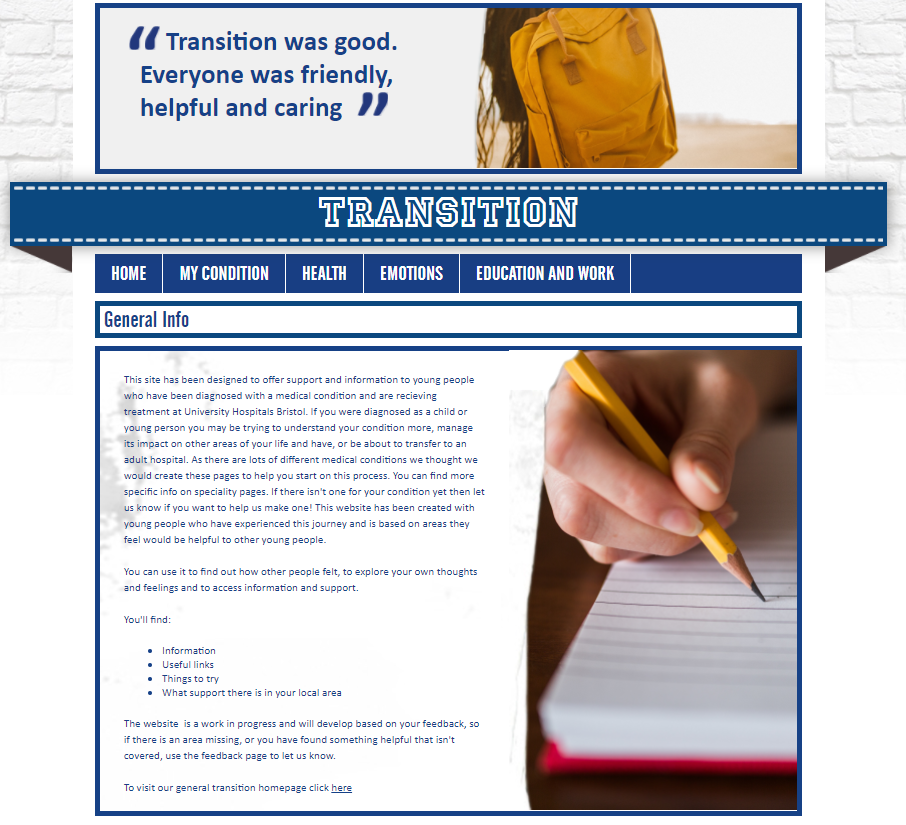 “ Transition was good.
Everyone was friendly,
helpful and caring ”
TRANSITION
HOME MY CONDITION HEALTH EMOTIONS EDUCATION AND WORK
General Info
This site has been designed to offer support and information to young people
who have been diagnosed with a medical condition and are recieving
treatment at University Hospitals Bristol. If you were diagnosed as a child or
young person you may be trying to understand your condition more, manage
its impact on other areas of your life and have, or be about to transfer to an
adult hospital. As there are lots of different medical conditions we thought we
would create these pages to help you start on this process. You can find more
specific info on speciality pages. If there isn't one for your condition yet then let
us know if you want to help us make one! This website has been created with
young people who have experienced this journey and is based on areas they
feel would be helpful to other young people.
You can use it to find out how other people felt, to explore your own thoughts
and feelings and to access information and support.
You'll find:
• Information
• Useful links
• Things to try
• What support there is in your local area
The website is a work in progress and will develop based on your feedback, so
if there is an area missing, or you have found something helpful that isn't
covered, use the feedback page to let us know.
To visit our general transition homepage click here